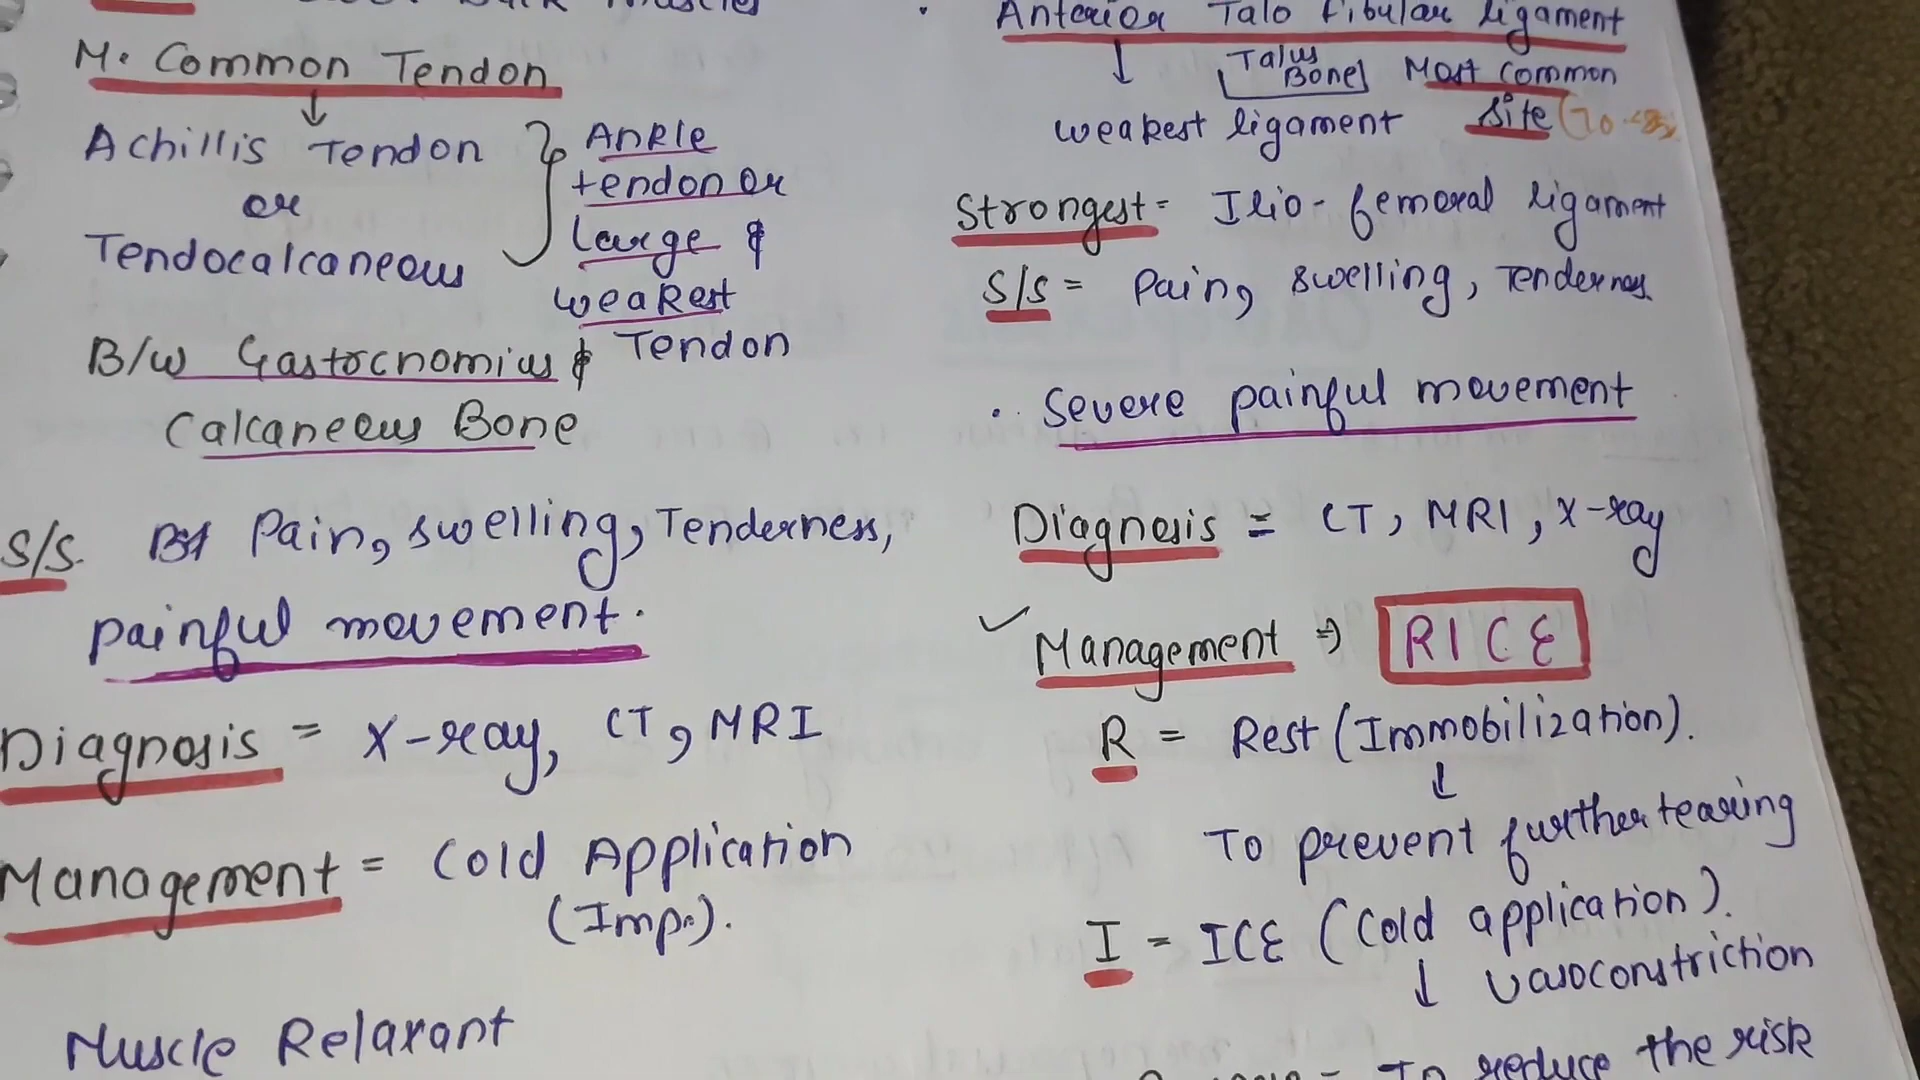 M. Common Tendon
↓
Achillis Tendon
or
Tendocalcaneous
Ankle
tendon or
Large &
weakest
Tendon
B/w Gastrocnomius &
Calcaneous Bone
S/S. Pain, swelling, Tenderness,
painful movement.
Diagnosis = X-ray, CT, MRI
Management = Cold Application
(Imp.).
Muscle Relaxant
Anterior Talo fibular ligament
↓ Talus Bone Most Common
weakest ligament site
Strongest = Ilio-femoral ligament
S/S = Pain, swelling, Tenderness
. Severe painful movement
Diagnosis = CT, MRI, X-ray
✓ Management ⇒ RICE
R = Rest (Immobilization).
↓
To prevent further tearing
I = ICE (Cold application).
↓ vasoconstriction
To reduce the risk